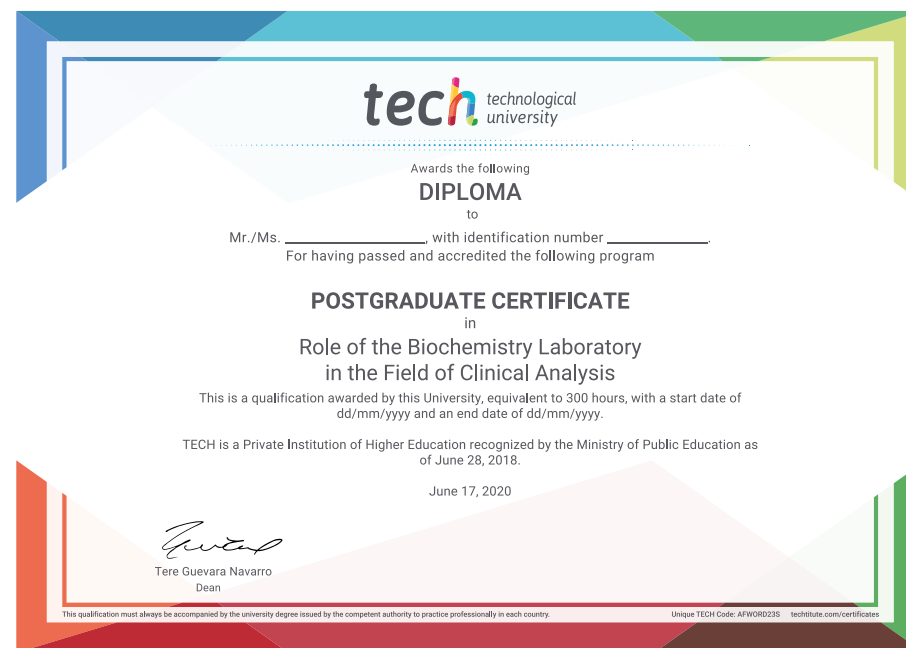 tech technological
university
Awards the following
DIPLOMA
to
Mr./Ms. ____________________, with identification number ______________.
For having passed and accredited the following program
POSTGRADUATE CERTIFICATE
in
Role of the Biochemistry Laboratory
in the Field of Clinical Analysis
This is a qualification awarded by this University, equivalent to 300 hours, with a start date of
dd/mm/yyyy and an end date of dd/mm/yyyy.
TECH is a Private Institution of Higher Education recognized by the Ministry of Public Education as
of June 28, 2018.
June 17, 2020
Tere Guevara Navarro
Dean
This qualification must always be accompanied by the university degree issued by the competent authority to practice professionally in each country. Unique TECH Code: AFWORD23S techtitute.com/certificates